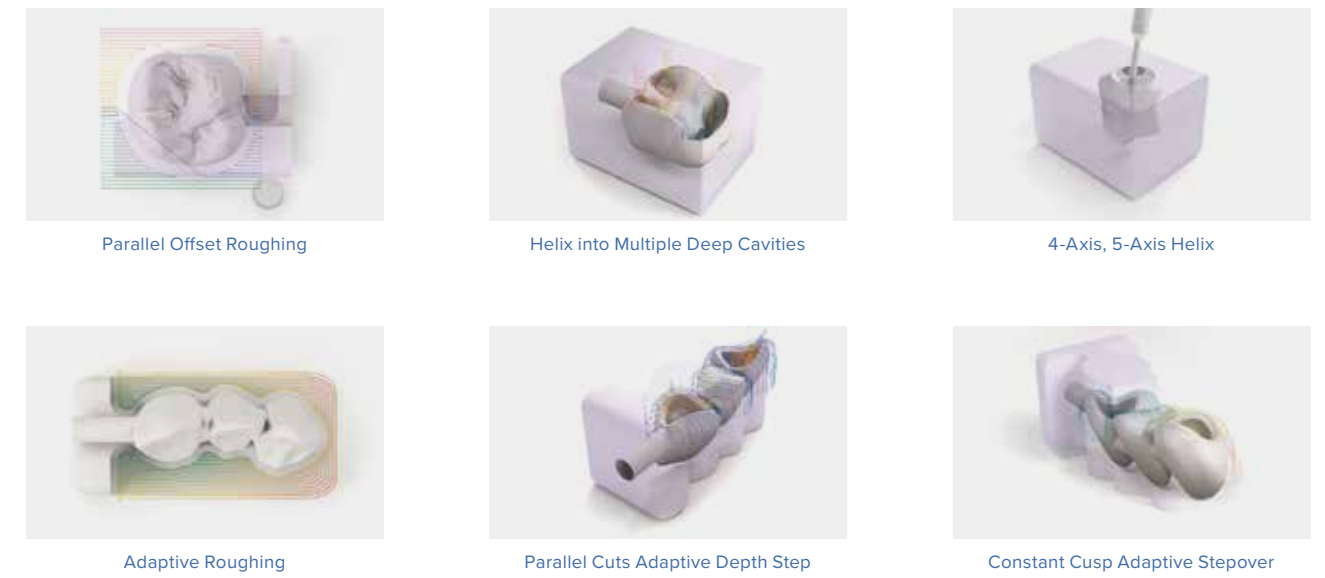 Parallel Offset Roughing
Helix into Multiple Deep Cavities
4-Axis, 5-Axis Helix
Adaptive Roughing
Parallel Cuts Adaptive Depth Step
Constant Cusp Adaptive Stepover